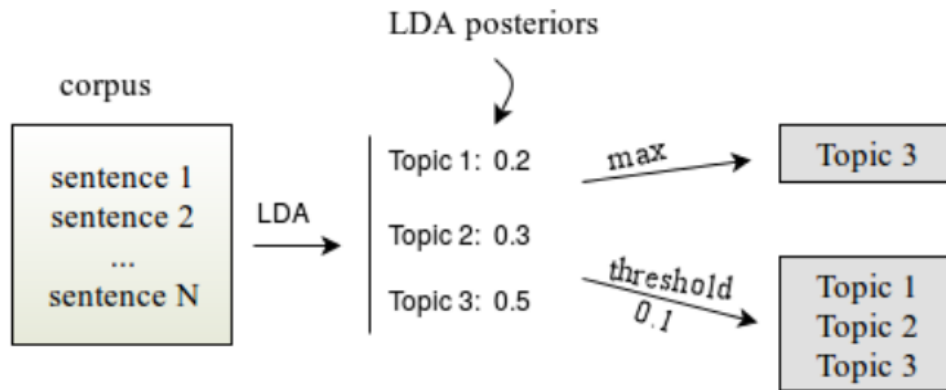 LDA posteriors
corpus
sentence 1
sentence 2
...
sentence N
LDA
Topic 1: 0.2
Topic 2: 0.3
Topic 3: 0.5
max
Topic 3
threshold
0.1
Topic 1
Topic 2
Topic 3